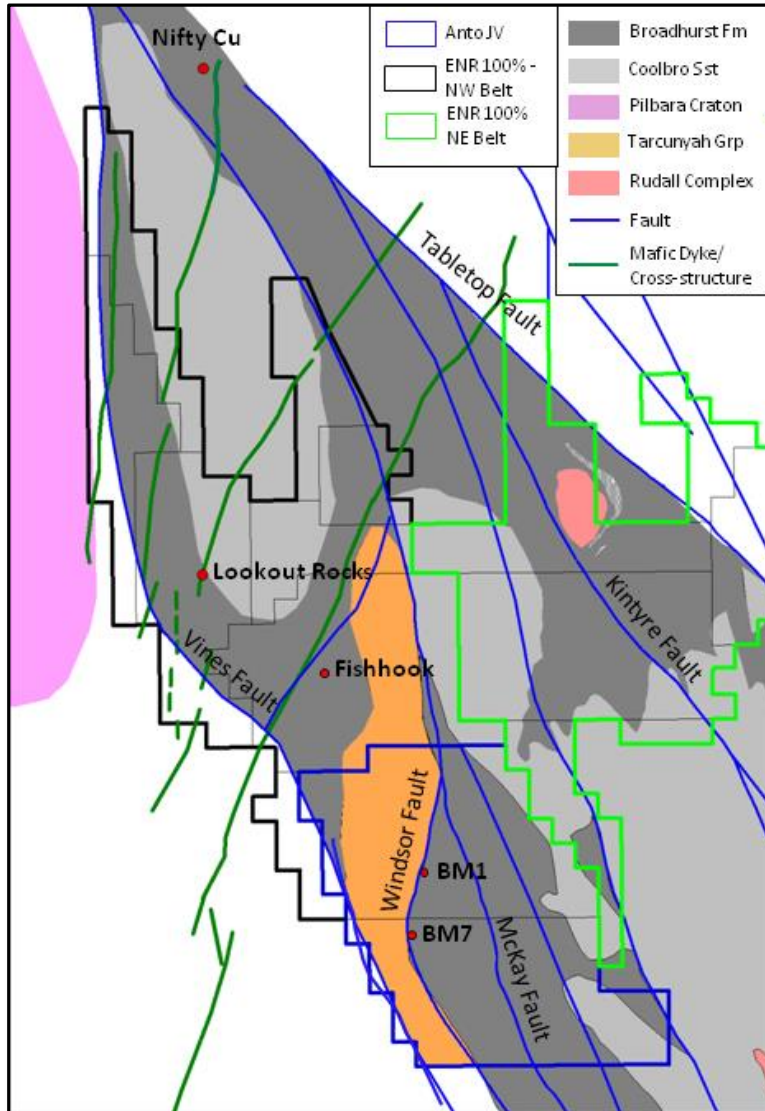 Nifty Cu
Anto JV
ENR 100% -
NW Belt
ENR 100%
NE Belt
Broadhurst Fm
Coolbro Sst
Pilbara Craton
Tarcunyah Grp
Rudall Complex
Fault
Mafic Dyke/
Cross-structure
Tabletop Fault
Lookout Rocks
Kintyre Fault
Vines Fault
Fishhook
Windsor Fault
BM1
BM7
McKay Fault